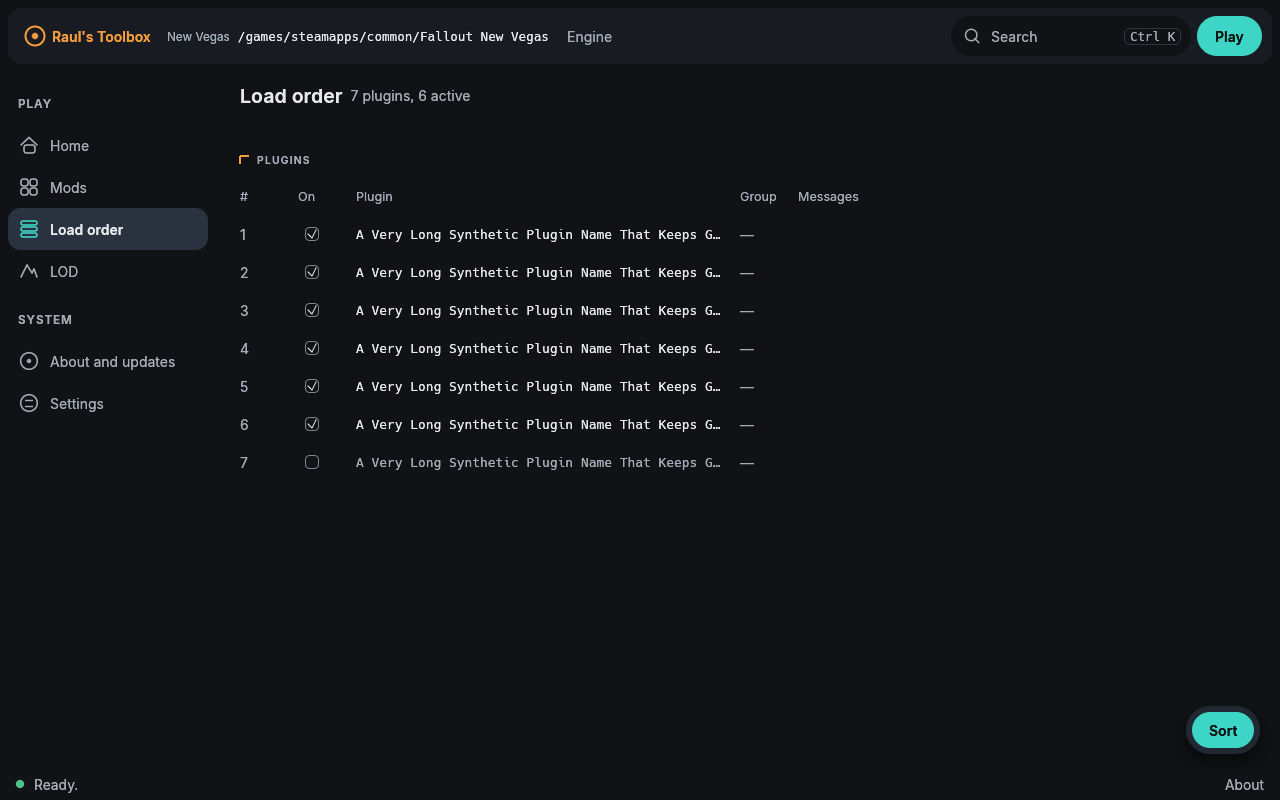 Raul's Toolbox New Vegas /games/steamapps/common/Fallout New Vegas Engine Search Ctrl K Play
PLAY
Home
Mods
Load order
LOD
SYSTEM
About and updates
Settings
Load order 7 plugins, 6 active
PLUGINS
# On Plugin Group Messages
1 A Very Long Synthetic Plugin Name That Keeps G… —
2 A Very Long Synthetic Plugin Name That Keeps G… —
3 A Very Long Synthetic Plugin Name That Keeps G… —
4 A Very Long Synthetic Plugin Name That Keeps G… —
5 A Very Long Synthetic Plugin Name That Keeps G… —
6 A Very Long Synthetic Plugin Name That Keeps G… —
7 A Very Long Synthetic Plugin Name That Keeps G… —
Sort
Ready. About